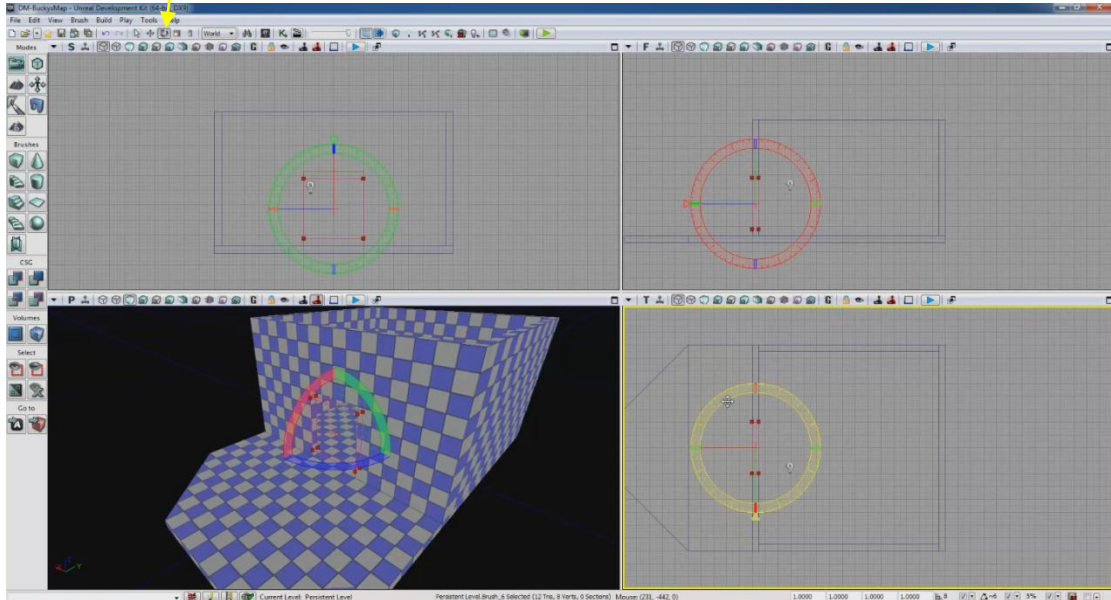 DM-BuckysMap - Unreal Development Kit (64-bit, DX9)
File Edit View Brush Build Play Tools Help
World
Modes
S
F
G
G
Brushes
CSG
P
T
G
G
Volumes
Select
Go to
Current Level: Persistent Level
Persistent Level.Brush_6 Selected (12 Tris, 8 Verts, 0 Sections)
Mouse: (231, -442, 0)
1.0000 1.0000 1.0000 1.0000
8
5%